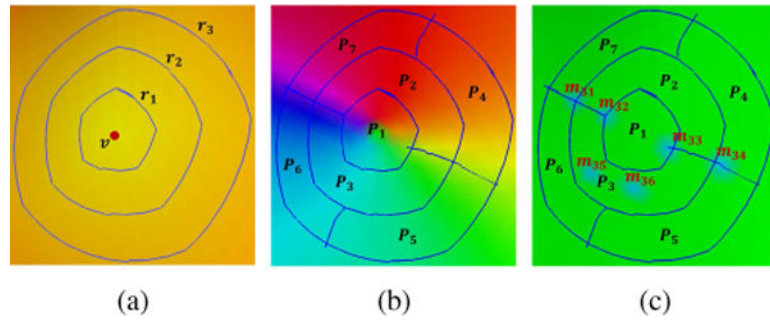 r₃
r₂
r₁
v
P₇
P₂
P₄
P₁
P₆
P₃
P₅
P₇
P₂
m₃₁
m₃₂
P₄
P₁
m₃₃
m₃₄
m₃₅
P₆
P₃
m₃₆
P₅
(a)
(b)
(c)